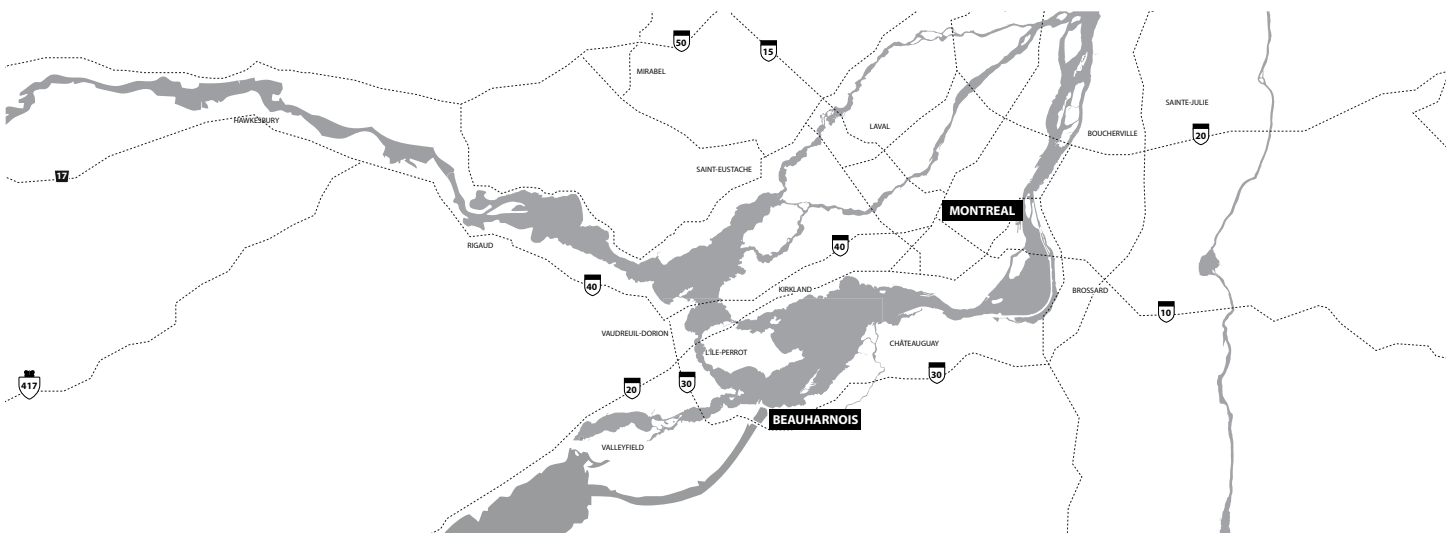 50
15
MIRABEL
SAINTE-JULIE
HAWKESBURY
LAVAL
20
BOUCHERVILLE
17
SAINT-EUSTACHE
MONTREAL
RIGAUD
40
40
KIRKLAND
BROSSARD
10
VAUDREUIL-DORION
L'ÎLE-PERROT
CHÂTEAUGUAY
30
417
20
30
BEAUHARNOIS
VALLEYFIELD